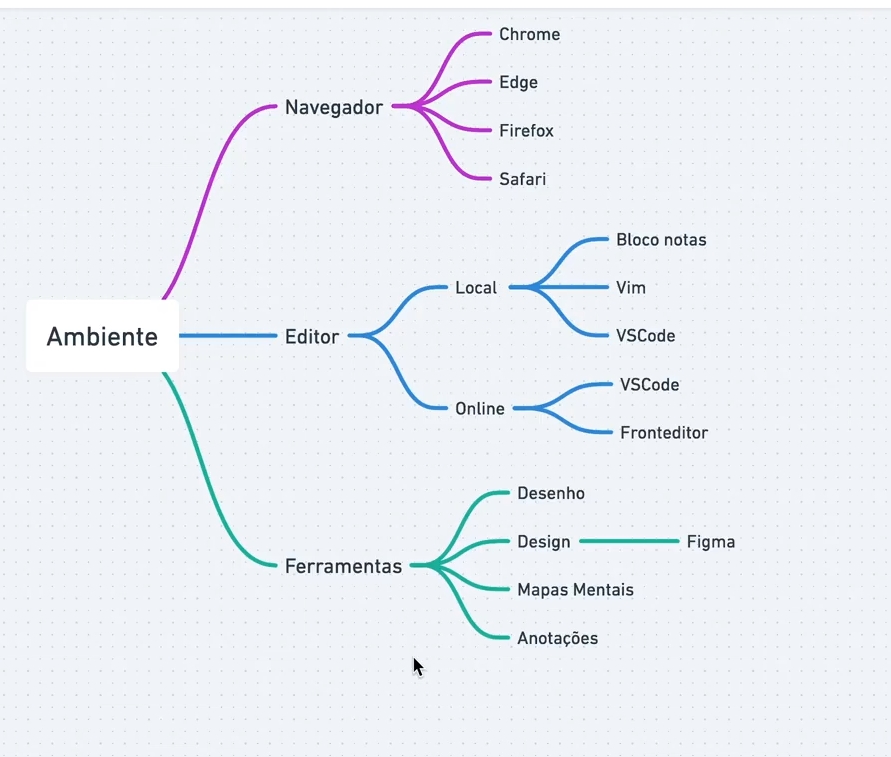 Ambiente
Navegador
Chrome
Edge
Firefox
Safari
Editor
Local
Bloco notas
Vim
VSCode
Online
VSCode
Fronteditor
Ferramentas
Desenho
Design
Figma
Mapas Mentais
Anotações